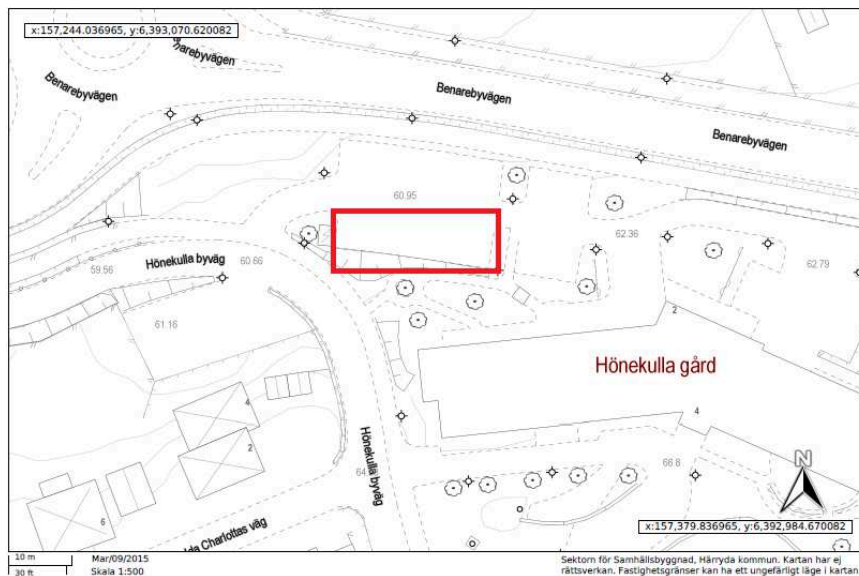 x:157,244.036965, y:6,393,070.620082
Benarebyvägen
Benarebyvägen
Benarebyvägen
60.95
62.36
Hönekulla byväg
60.66
59.56
62.79
61.16
2
Hönekulla gård
4
4
2
Hönekulla byväg
66.8
N
6
Charlottas väg
x:157,379.836965, y:6,392,984.670082
10 m
Mar/09/2015
Sektorn för Samhällsbyggnad, Härryda kommun. Kartan har ej
30 ft
Skala 1:500
rättsverkan. Fastighetsgränser kan ha ett ungefärligt läge i kartan